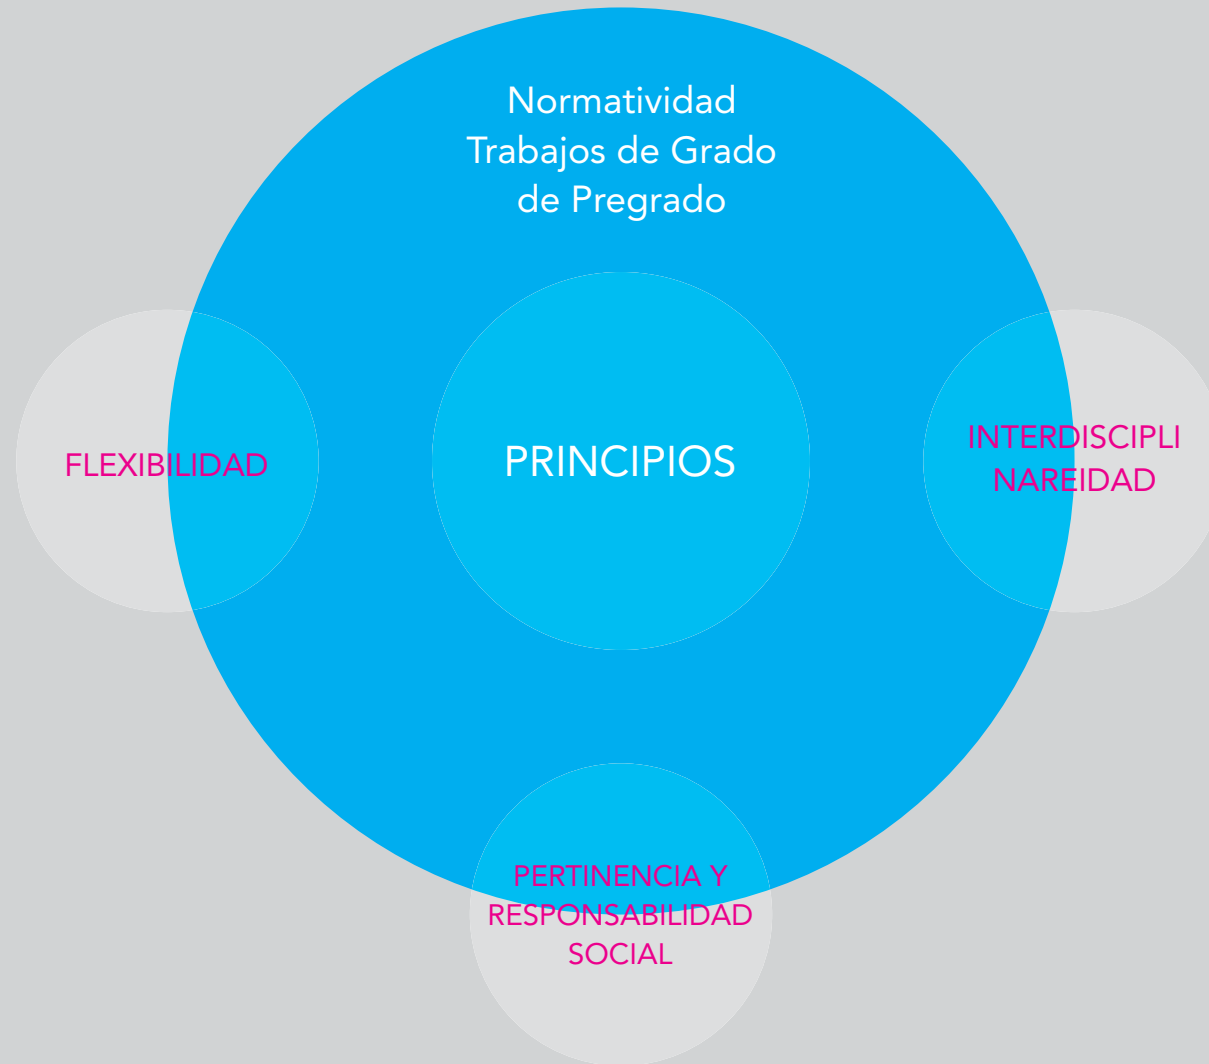 Normatividad
Trabajos de Grado
de Pregrado
FLEXIBILIDAD
PRINCIPIOS
INTERDISCIPLI
NAREIDAD
PERTINENCIA Y
RESPONSABILIDAD
SOCIAL